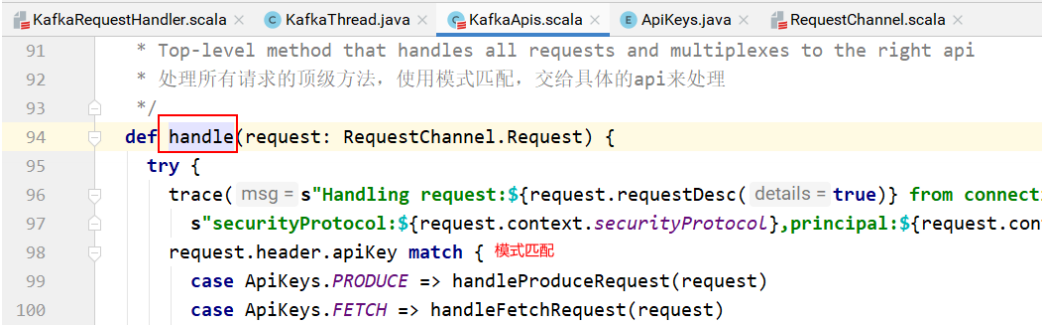 KafkaRequestHandler.scala × KafkaThread.java × KafkaApis.scala × E ApiKeys.java × RequestChannel.scala ×
91 * Top-level method that handles all requests and multiplexes to the right api
92 * 处理所有请求的顶级方法，使用模式匹配，交给具体的api来处理
93 */
94 def handle(request: RequestChannel.Request) {
95 try {
96 trace( msg = s"Handling request:${request.requestDesc( details = true)} from connect
97 s"securityProtocol:${request.context.securityProtocol},principal:${request.con
98 request.header.apiKey match { 模式匹配
99 case ApiKeys.PRODUCE => handleProduceRequest(request)
100 case ApiKeys.FETCH => handleFetchRequest(request)